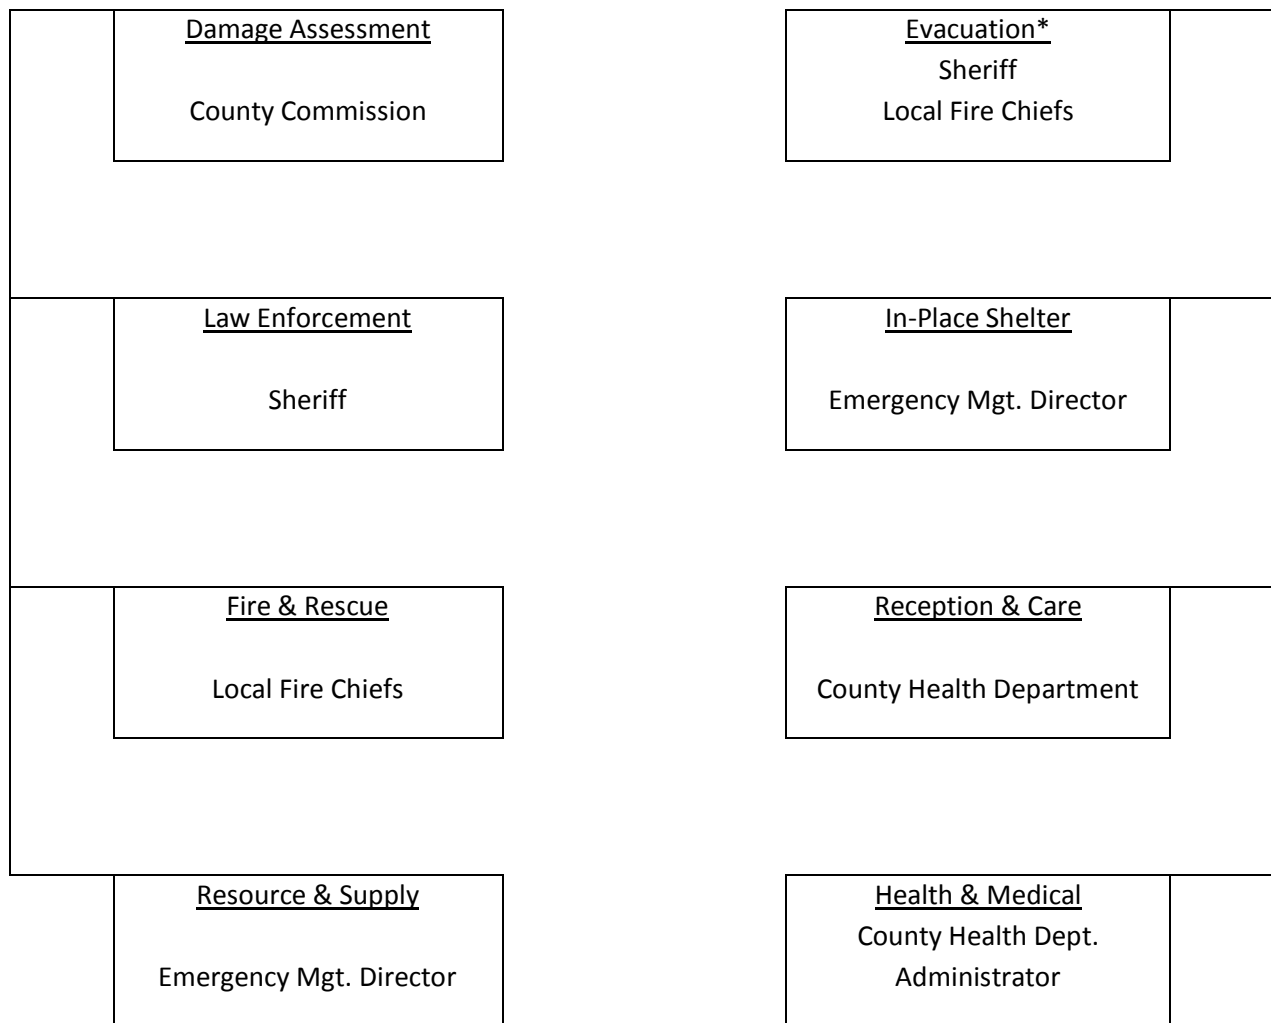 Damage Assessment
County Commission
Evacuation*
Sheriff
Local Fire Chiefs
Law Enforcement
Sheriff
In-Place Shelter
Emergency Mgt. Director
Fire & Rescue
Local Fire Chiefs
Reception & Care
County Health Department
Resource & Supply
Emergency Mgt. Director
Health & Medical
County Health Dept.
Administrator